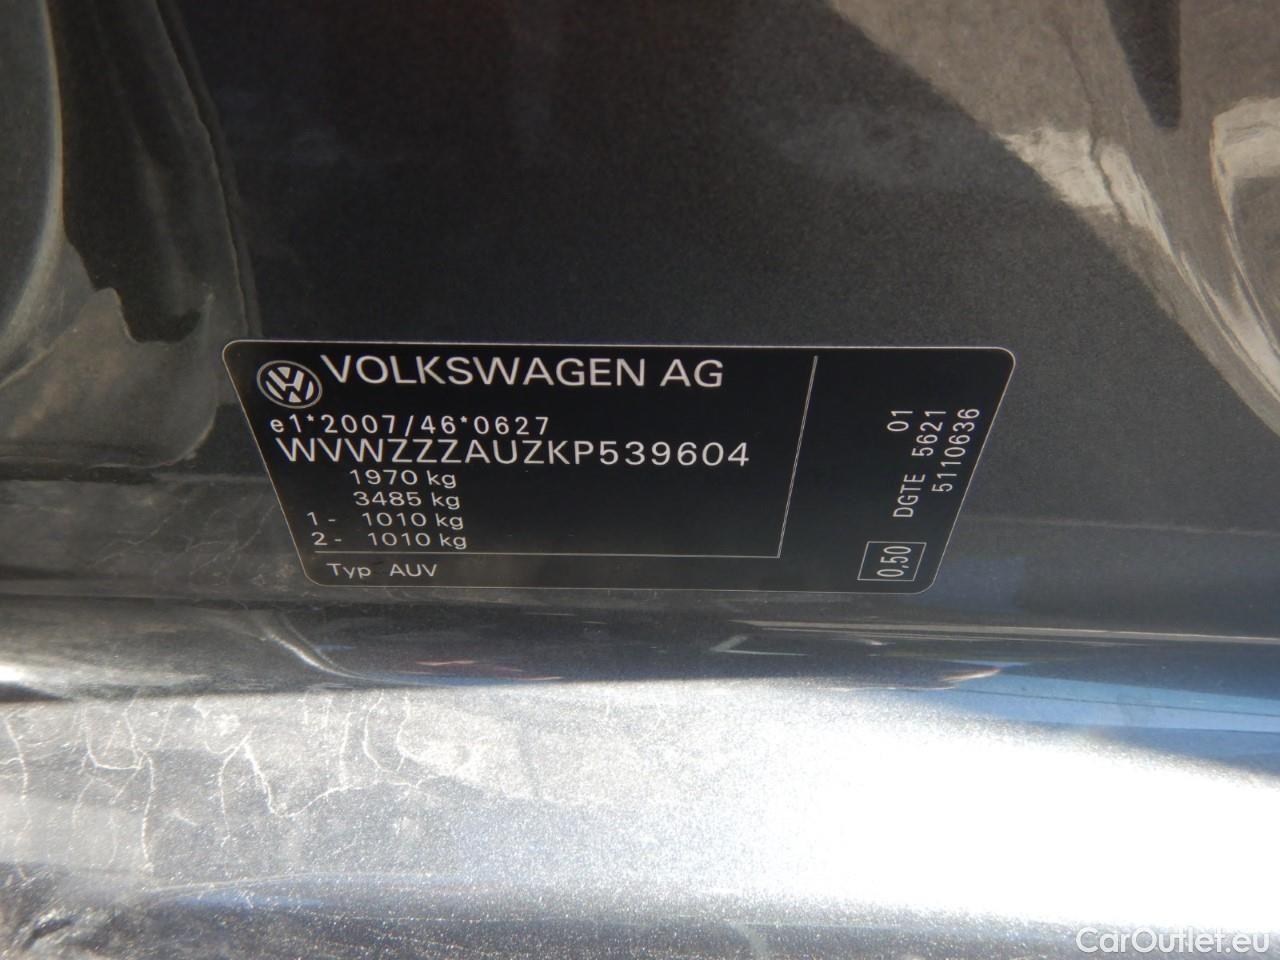 VOLKSWAGEN AG
e1*2007/46*0627
WVWZZZAUZKP539604
1970 kg
3485 kg
1- 1010 kg
2- 1010 kg
Typ AUV
01
DGTE 5621
5110636
0,50
CarOutlet.eu